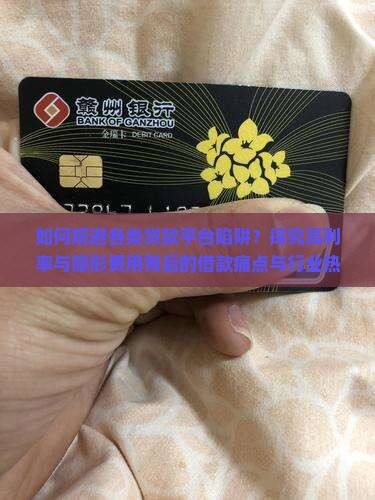 赣州银行
BANK OF GANZHOU
金瑞卡 DEBIT CARD
如何规避各类贷款平台陷阱？探究高利
率与隐形费用背后的借款痛点与行业热